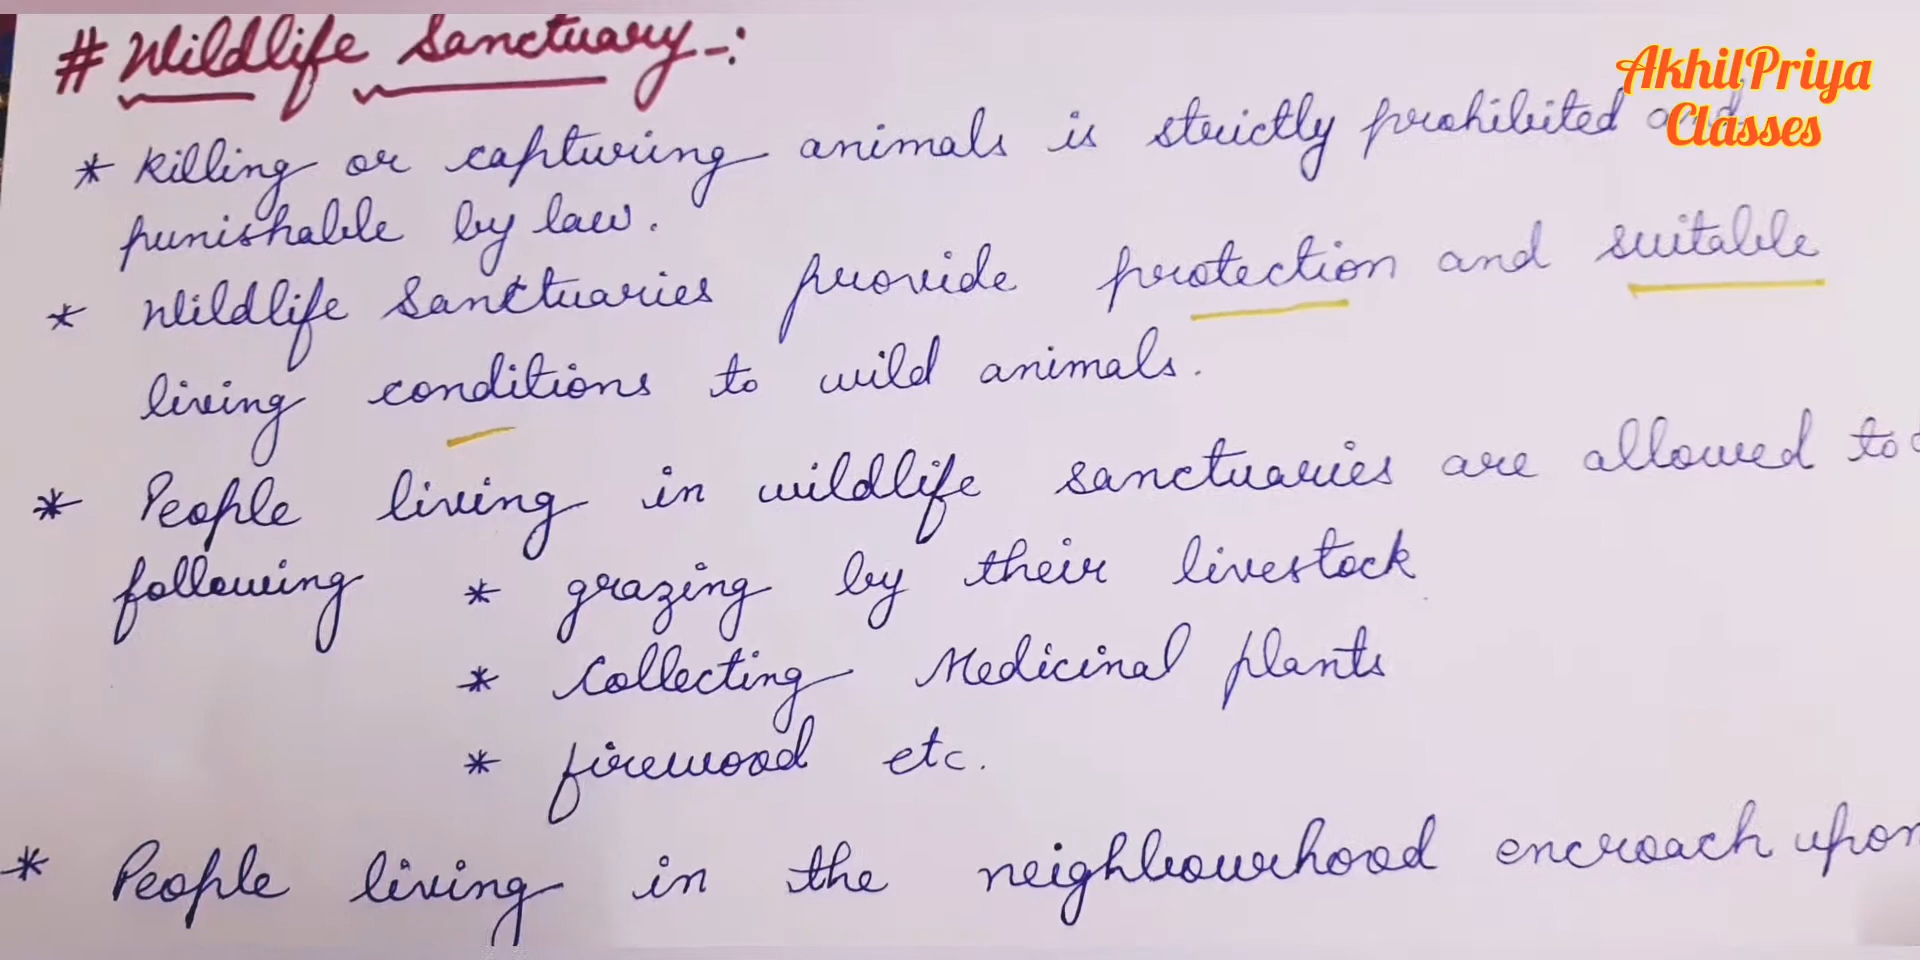 # Wildlife Sanctuary -:
AkhilPriya
Classes
* Killing or capturing animals is strictly prohibited and
punishable by law.
* Wildlife Sanctuaries provide protection and suitable
living conditions to wild animals.
* People living in wildlife sanctuaries are allowed to
following * grazing by their livestock
* Collecting Medicinal plants
* firewood etc.
* People living in the neighbourhood encroach upon